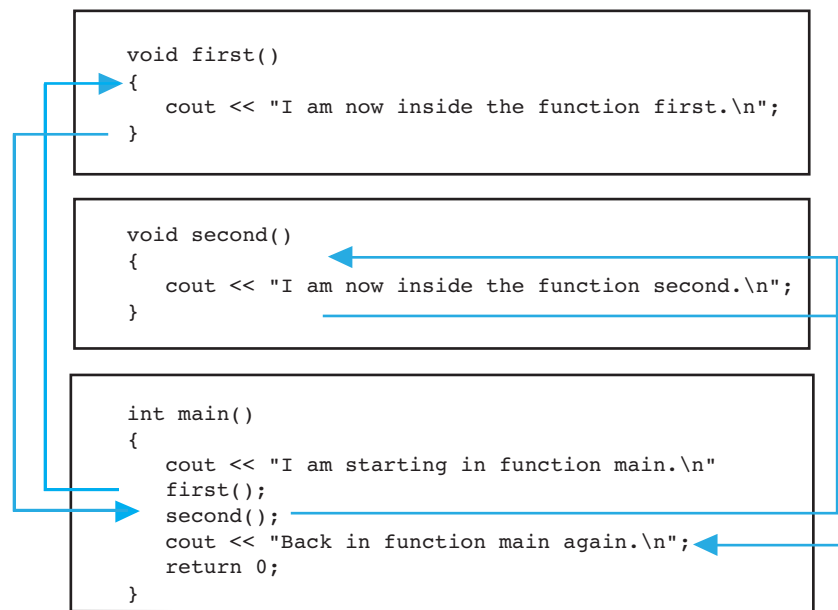 void first()
{
   cout << "I am now inside the function first.\n";
}
void second()
{
   cout << "I am now inside the function second.\n";
}
int main()
{
   cout << "I am starting in function main.\n"
   first();
   second();
   cout << "Back in function main again.\n";
   return 0;
}